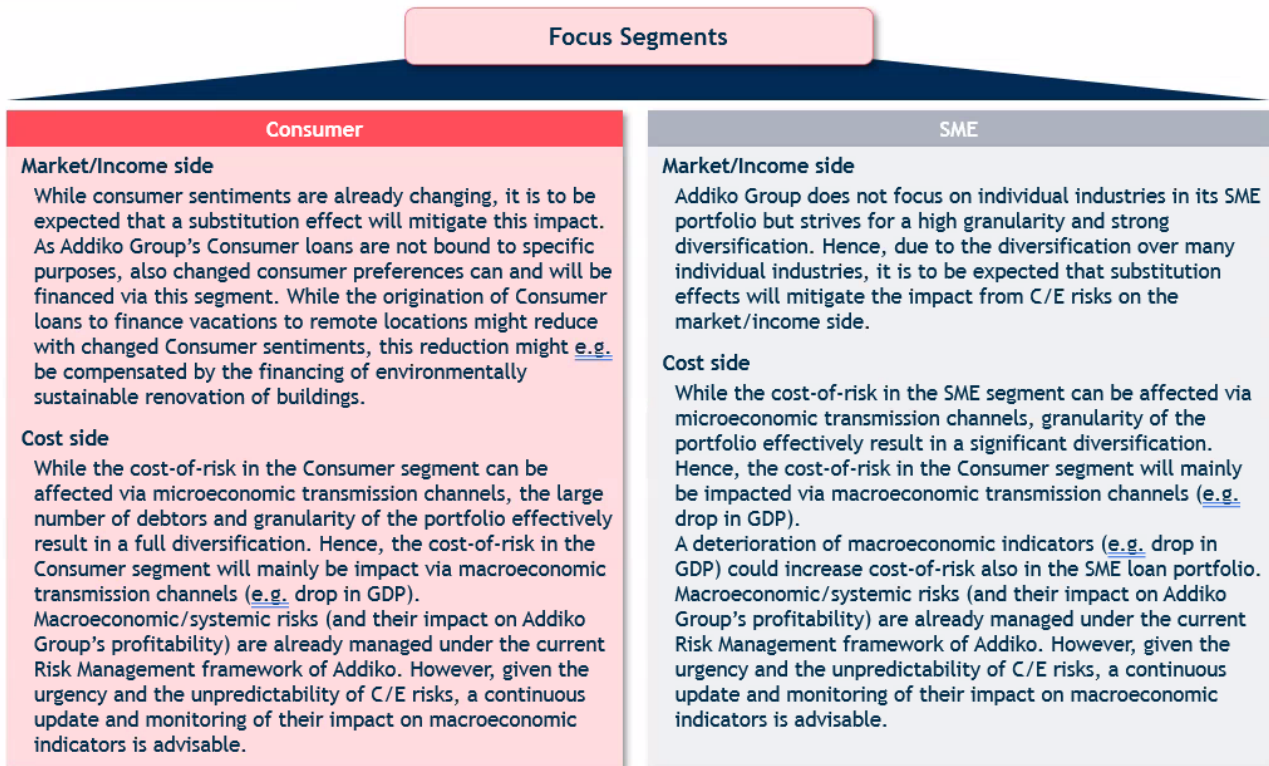 Focus Segments
Consumer
Market/Income side
While consumer sentiments are already changing, it is to be
expected that a substitution effect will mitigate this impact.
As Addiko Group's Consumer loans are not bound to specific
purposes, also changed consumer preferences can and will be
financed via this segment. While the origination of Consumer
loans to finance vacations to remote locations might reduce
with changed Consumer sentiments, this reduction might e.g.
be compensated by the financing of environmentally
sustainable renovation of buildings.
Cost side
While the cost-of-risk in the Consumer segment can be
affected via microeconomic transmission channels, the large
number of debtors and granularity of the portfolio effectively
result in a full diversification. Hence, the cost-of-risk in the
Consumer segment will mainly be impact via macroeconomic
transmission channels (e.g. drop in GDP).
Macroeconomic/systemic risks (and their impact on Addiko
Group's profitability) are already managed under the current
Risk Management framework of Addiko. However, given the
urgency and the unpredictability of C/E risks, a continuous
update and monitoring of their impact on macroeconomic
indicators is advisable.
SME
Market/Income side
Addiko Group does not focus on individual industries in its SME
portfolio but strives for a high granularity and strong
diversification. Hence, due to the diversification over many
individual industries, it is to be expected that substitution
effects will mitigate the impact from C/E risks on the
market/income side.
Cost side
While the cost-of-risk in the SME segment can be affected via
microeconomic transmission channels, granularity of the
portfolio effectively result in a significant diversification.
Hence, the cost-of-risk in the Consumer segment will mainly
be impacted via macroeconomic transmission channels (e.g.
drop in GDP).
A deterioration of macroeconomic indicators (e.g. drop in
GDP) could increase cost-of-risk also in the SME loan portfolio.
Macroeconomic/systemic risks (and their impact on Addiko
Group's profitability) are already managed under the current
Risk Management framework of Addiko. However, given the
urgency and the unpredictability of C/E risks, a continuous
update and monitoring of their impact on macroeconomic
indicators is advisable.